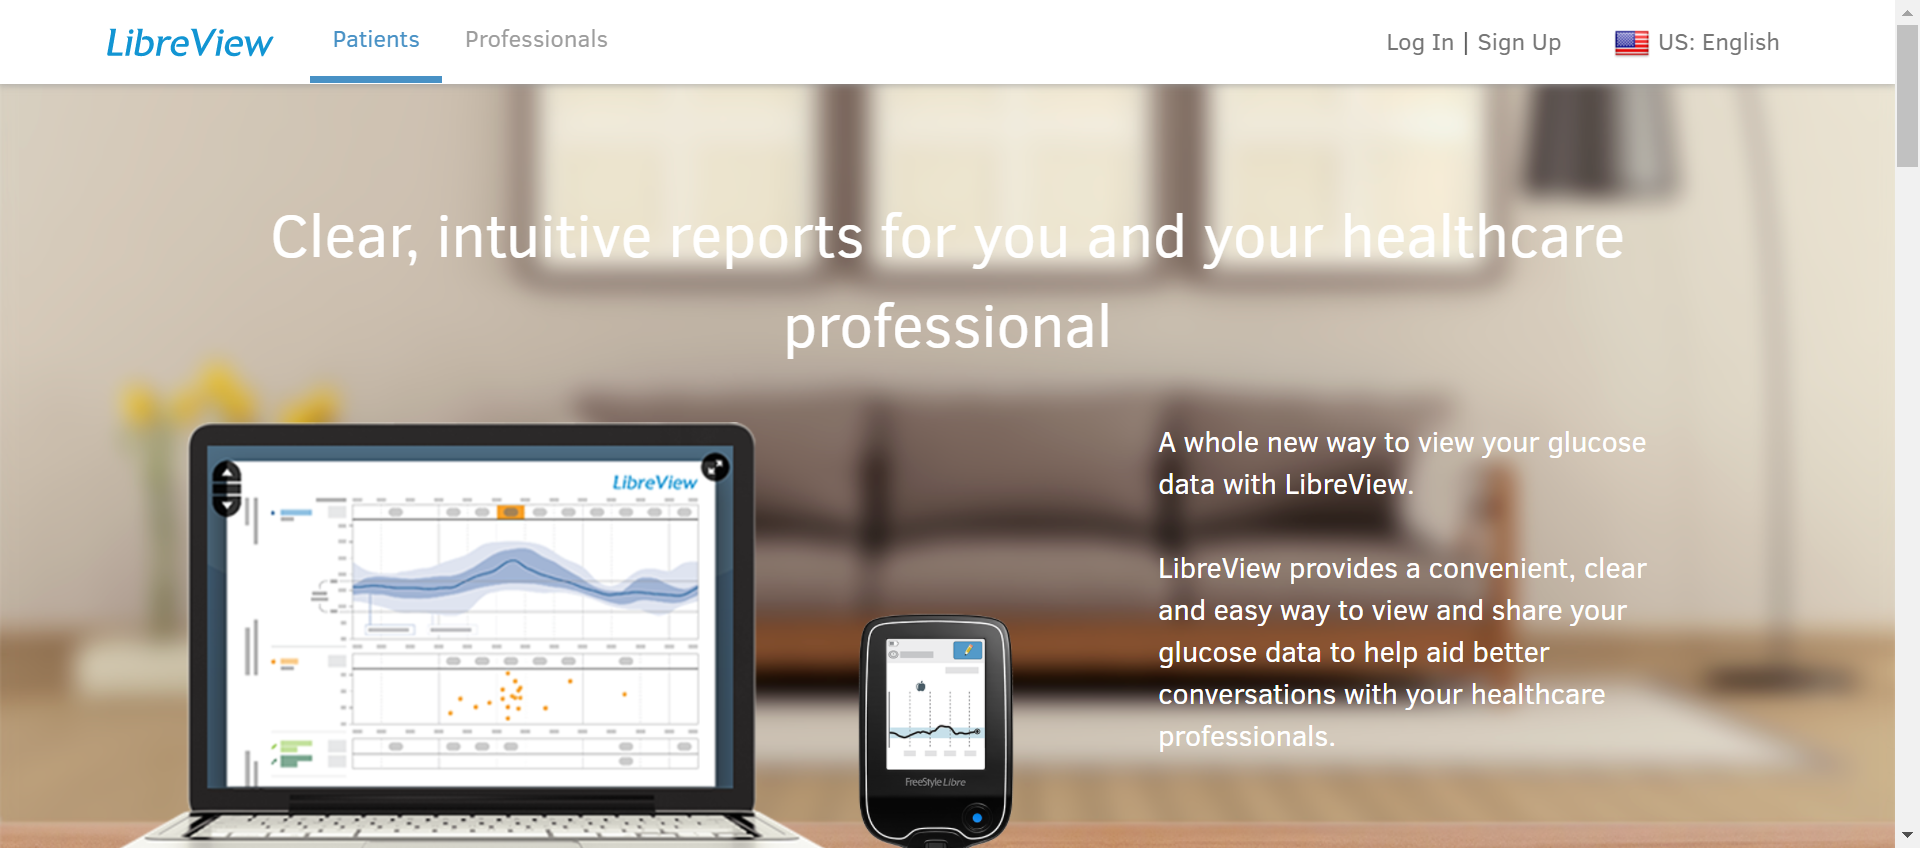 LibreView
Patients
Professionals
Log In | Sign Up
US: English
Clear, intuitive reports for you and your healthcare
professional
A whole new way to view your glucose
data with LibreView.
LibreView provides a convenient, clear
and easy way to view and share your
glucose data to help aid better
conversations with your healthcare
professionals.
LibreView
FreeStyle Libre